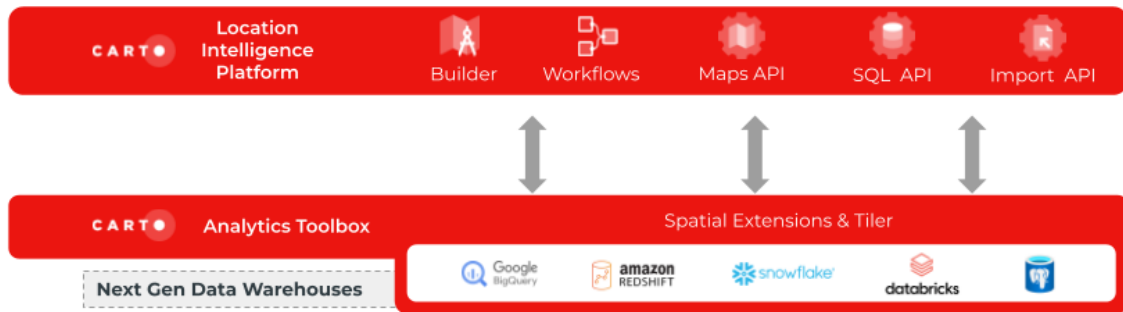 CARTO
Location
Intelligence
Platform
Builder
Workflows
Maps API
SQL API
Import API
CARTO
Analytics Toolbox
Spatial Extensions & Tiler
Google
BigQuery
amazon
REDSHIFT
snowflake
databricks
Next Gen Data Warehouses